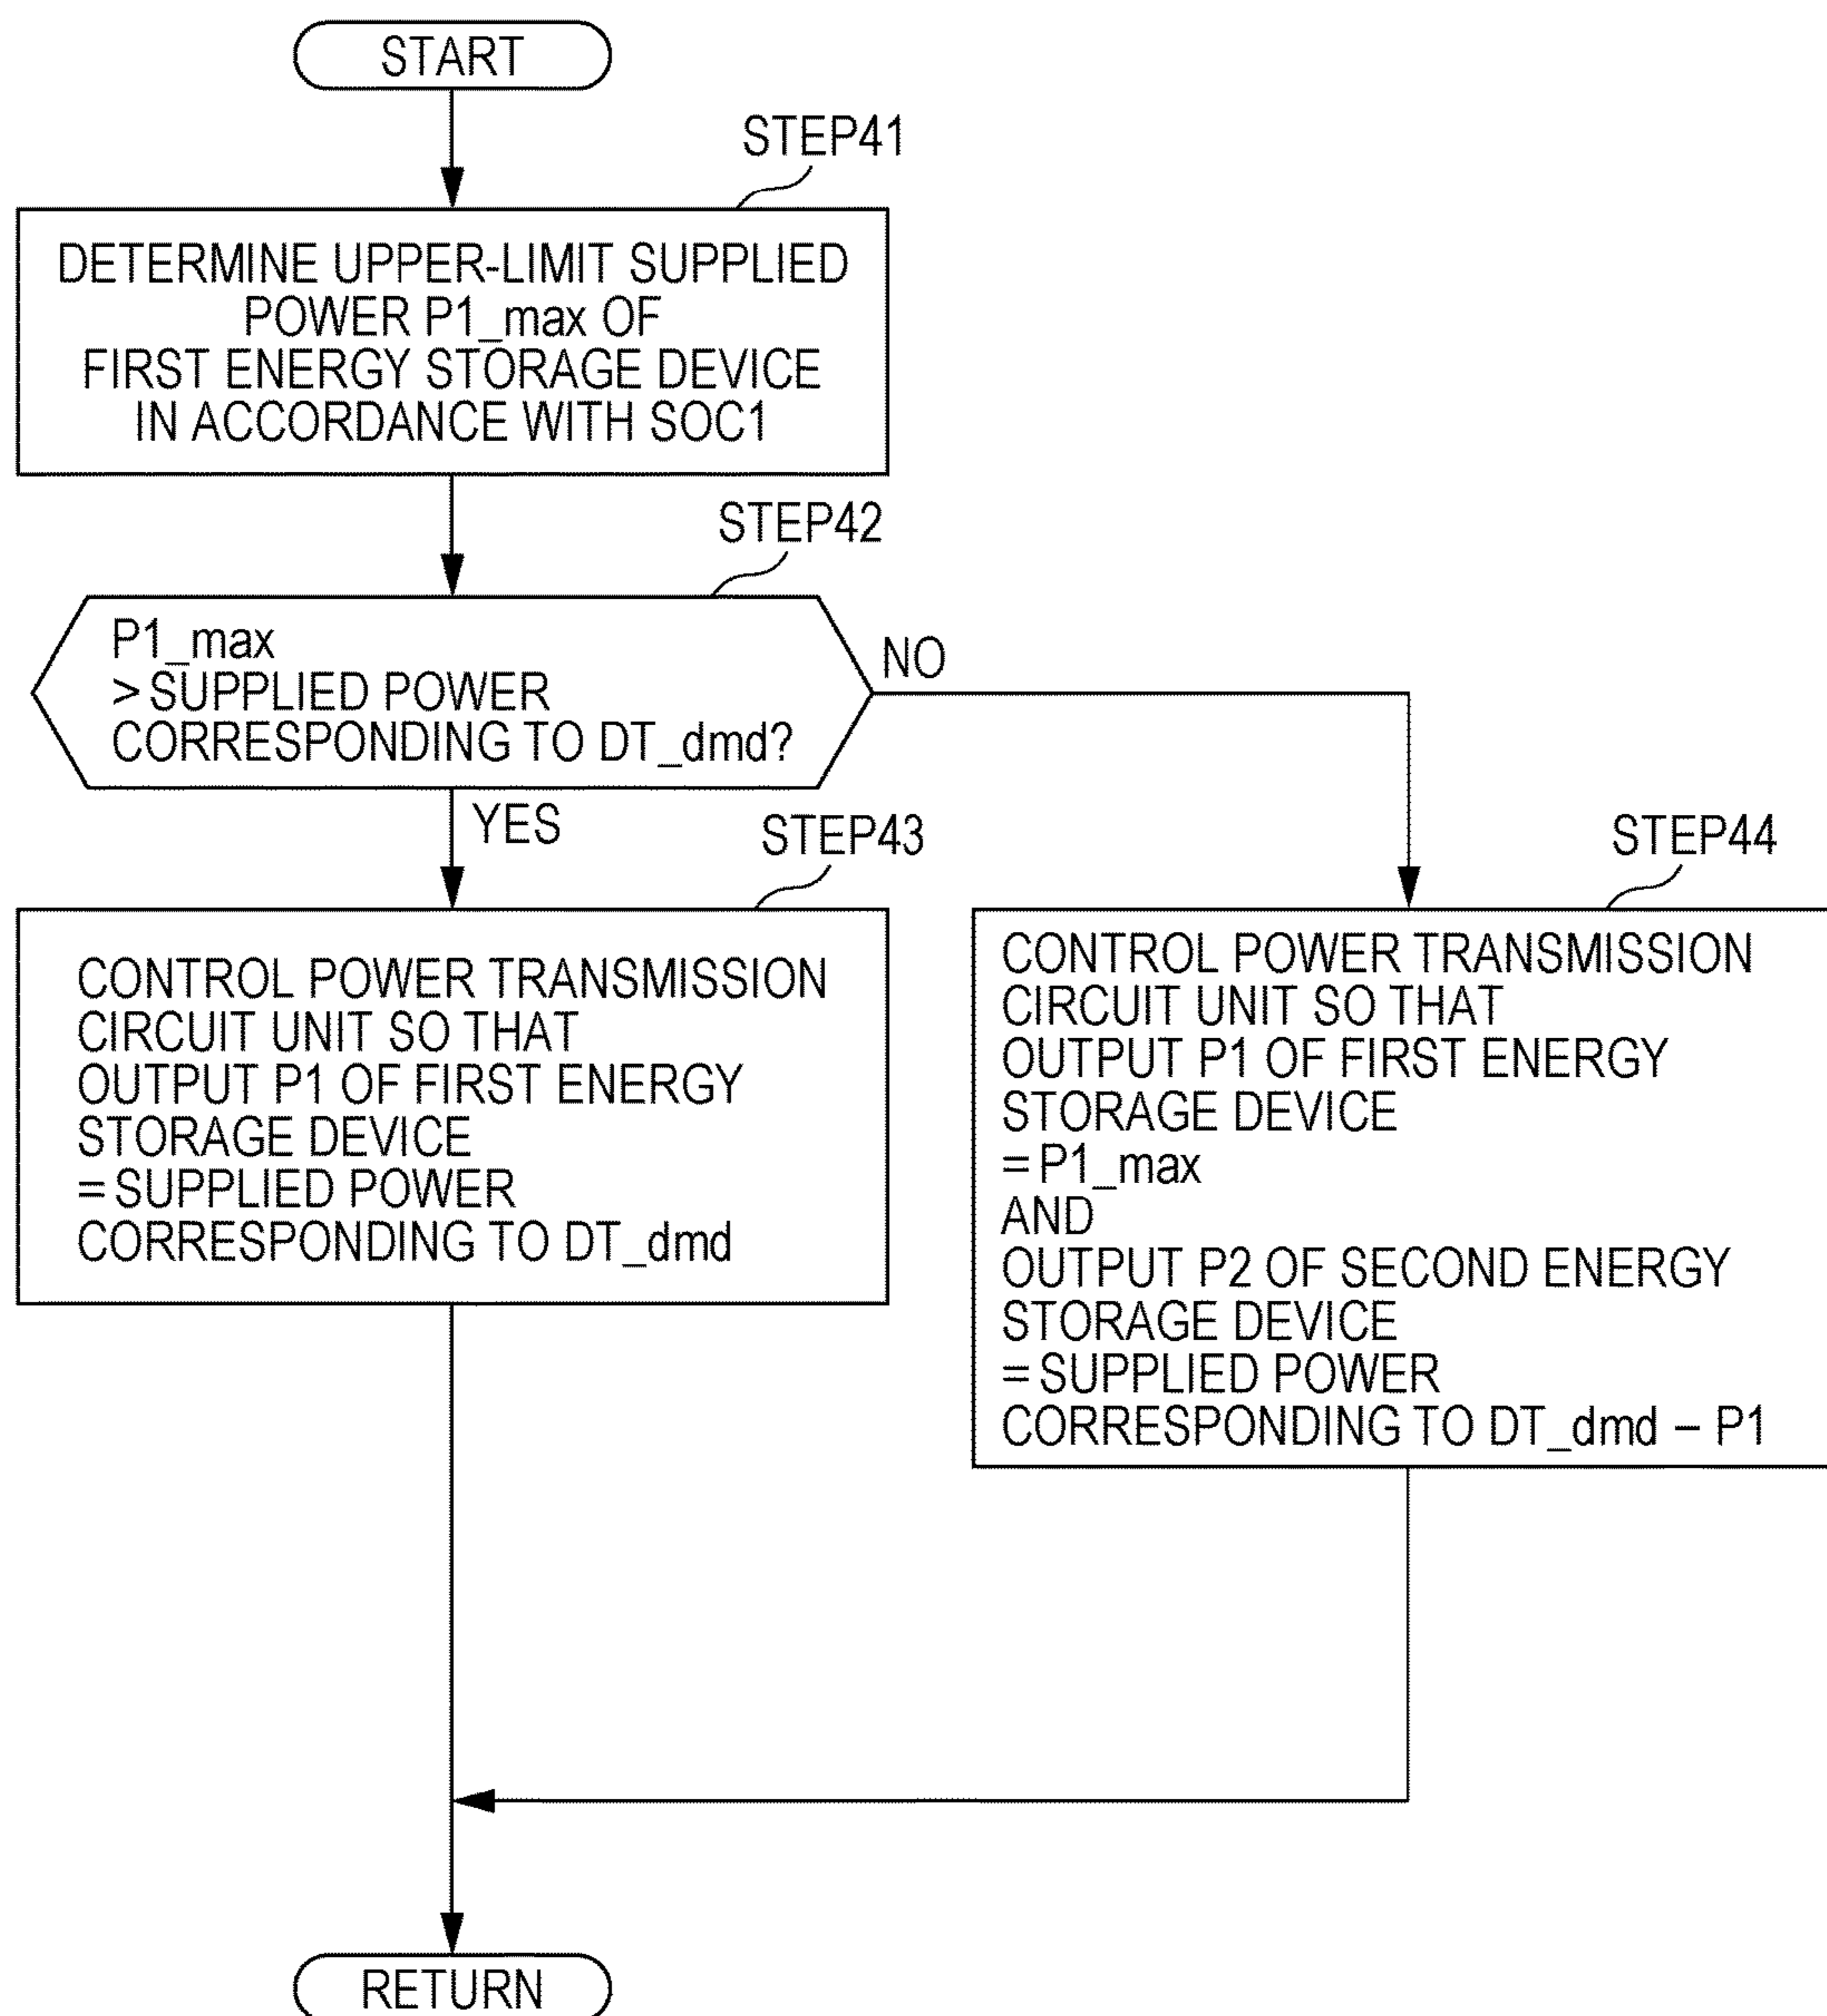 START
STEP41
DETERMINE UPPER-LIMIT SUPPLIED
POWER P1_max OF
FIRST ENERGY STORAGE DEVICE
IN ACCORDANCE WITH SOC1
STEP42
P1_max
> SUPPLIED POWER
CORRESPONDING TO DT_dmd?
NO
YES
STEP43
CONTROL POWER TRANSMISSION
CIRCUIT UNIT SO THAT
OUTPUT P1 OF FIRST ENERGY
STORAGE DEVICE
= SUPPLIED POWER
CORRESPONDING TO DT_dmd
STEP44
CONTROL POWER TRANSMISSION
CIRCUIT UNIT SO THAT
OUTPUT P1 OF FIRST ENERGY
STORAGE DEVICE
= P1_max
AND
OUTPUT P2 OF SECOND ENERGY
STORAGE DEVICE
= SUPPLIED POWER
CORRESPONDING TO DT_dmd – P1
RETURN